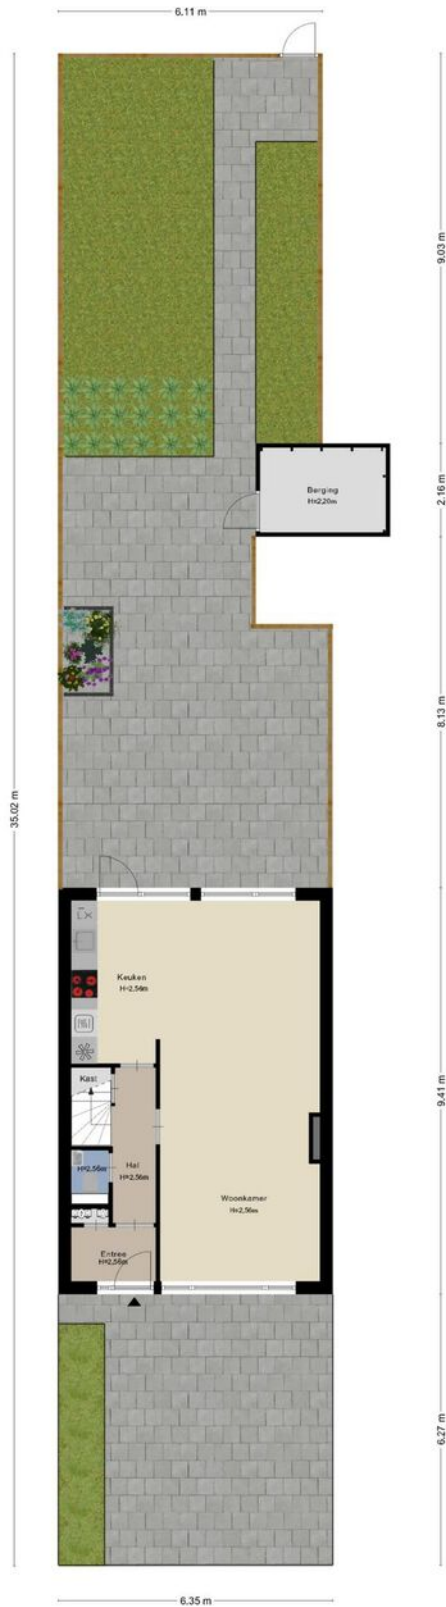 6.11 m
9.03 m
Berging
H=2,20m
2.16 m
8.13 m
35.02 m
Keuken
H=2,56m
Kast
9.41 m
H=2,56m
Hal
H=2,56m
Woonkamer
H=2,56m
Entree
H=2,56m
6.27 m
6.35 m